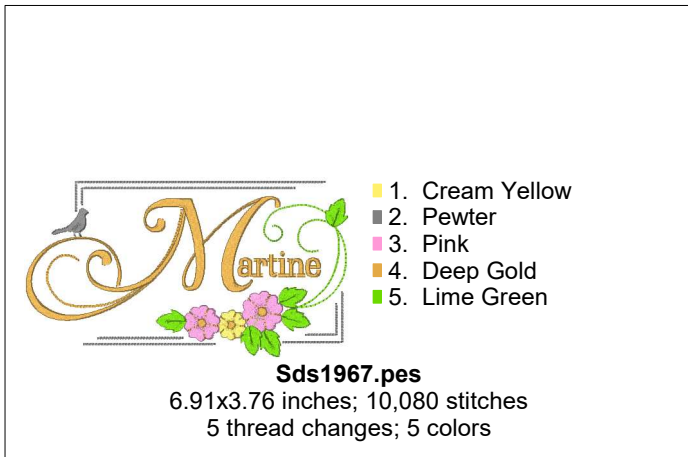 Martine
1. Cream Yellow
2. Pewter
3. Pink
4. Deep Gold
5. Lime Green
Sds1967.pes
6.91x3.76 inches; 10,080 stitches
5 thread changes; 5 colors